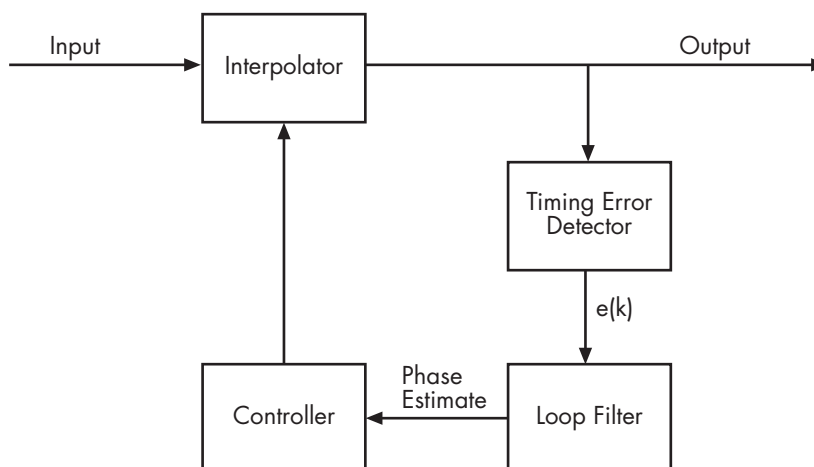 Input
Interpolator
Output
Timing Error
Detector
e(k)
Phase
Estimate
Controller
Loop Filter